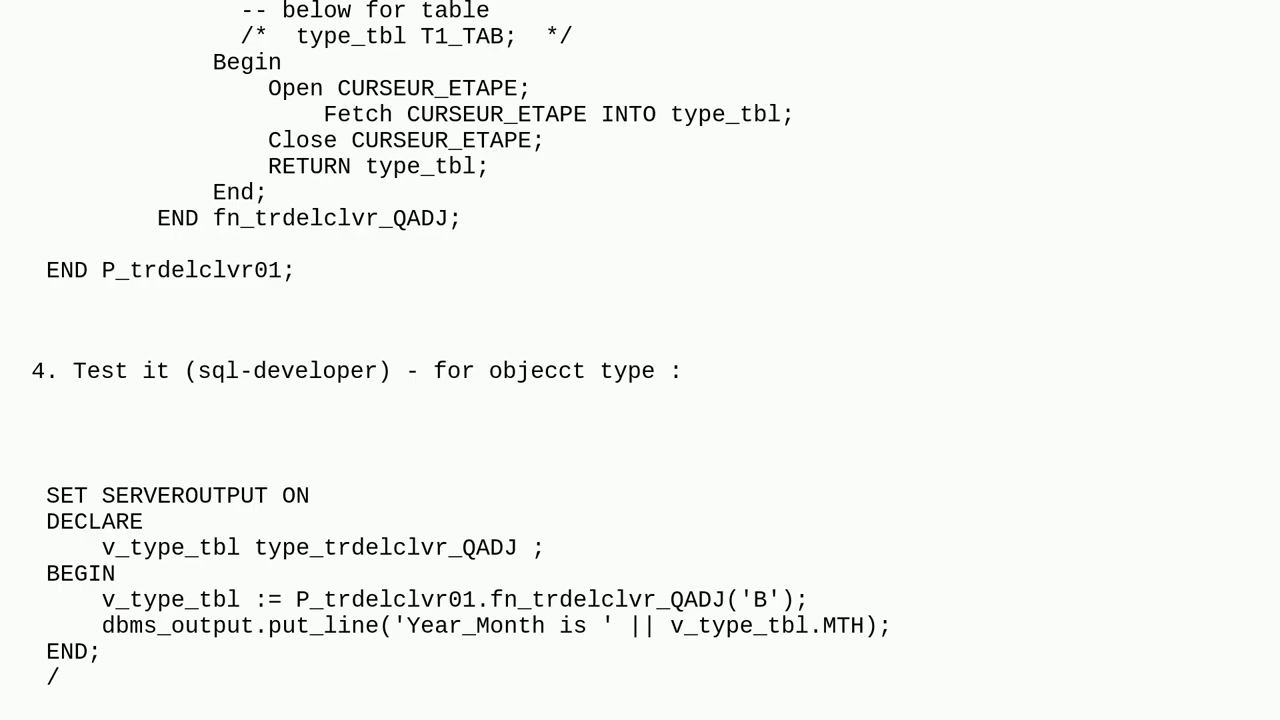 -- below for table
/*  type_tbl T1_TAB;  */
Begin
Open CURSEUR_ETAPE;
Fetch CURSEUR_ETAPE INTO type_tbl;
Close CURSEUR_ETAPE;
RETURN type_tbl;
End;
END fn_trdelclvr_QADJ;
END P_trdelclvr01;
4. Test it (sql-developer) - for objecct type :
SET SERVEROUTPUT ON
DECLARE
v_type_tbl type_trdelclvr_QADJ ;
BEGIN
v_type_tbl := P_trdelclvr01.fn_trdelclvr_QADJ('B');
dbms_output.put_line('Year_Month is ' || v_type_tbl.MTH);
END;
/